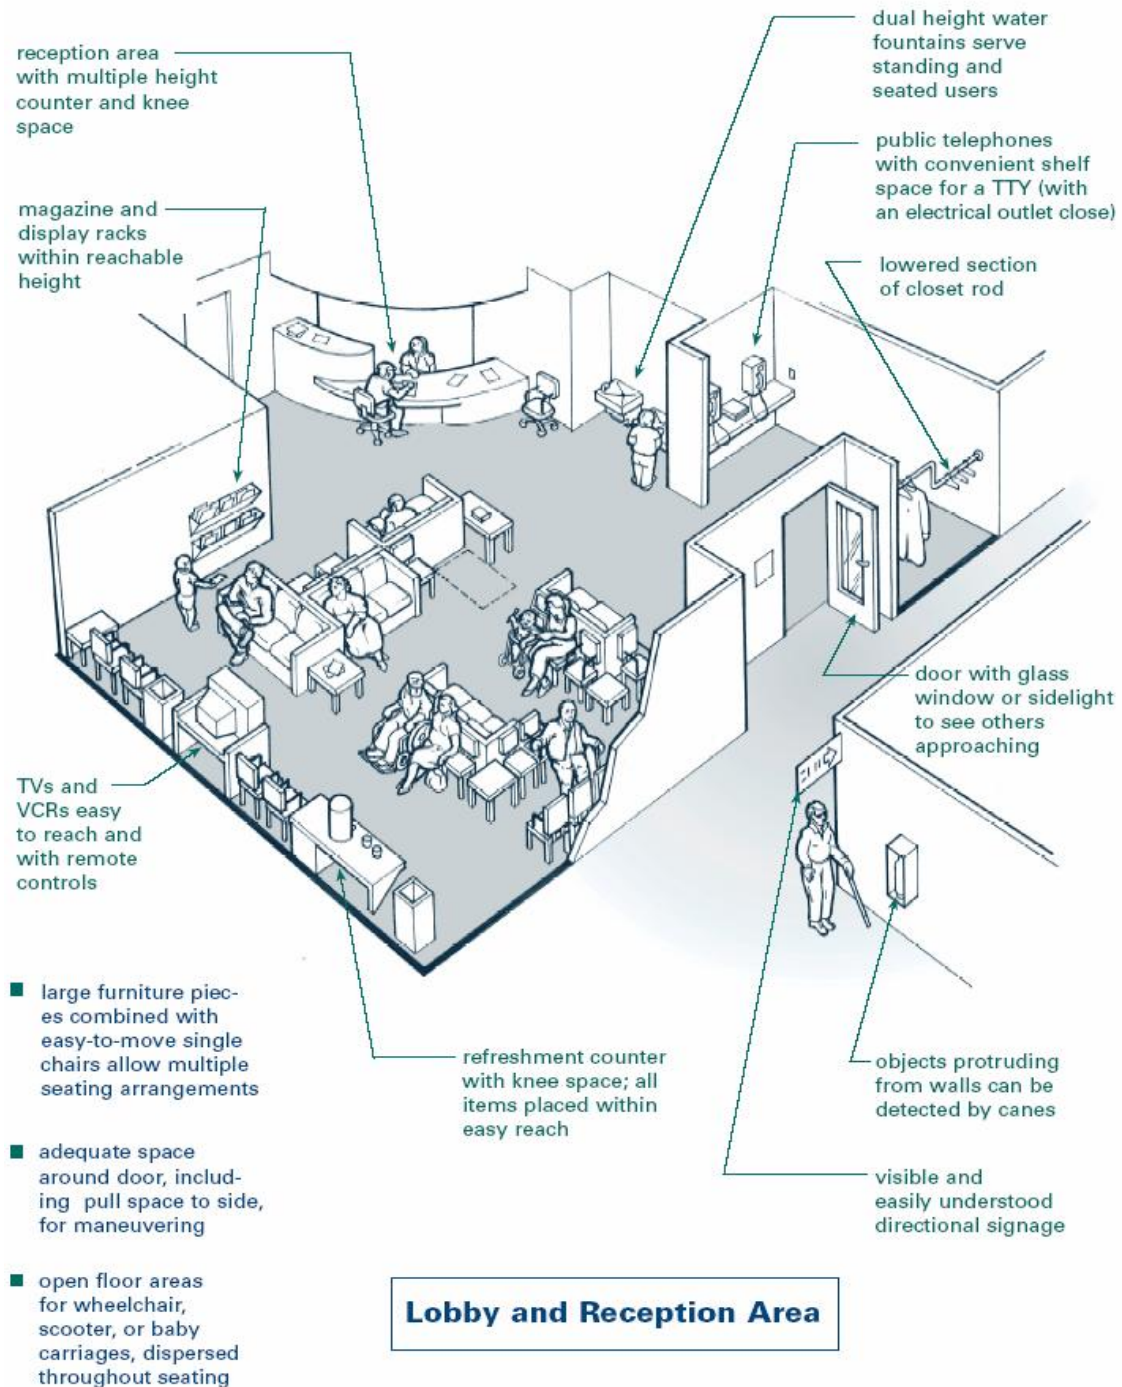 reception area
with multiple height
counter and knee
space
dual height water
fountains serve
standing and
seated users
public telephones
with convenient shelf
space for a TTY (with
an electrical outlet close)
magazine and
display racks
within reachable
height
lowered section
of closet rod
door with glass
window or sidelight
to see others
approaching
TVs and
VCRs easy
to reach and
with remote
controls
large furniture piec-
es combined with
easy-to-move single
chairs allow multiple
seating arrangements
refreshment counter
with knee space; all
items placed within
easy reach
objects protruding
from walls can be
detected by canes
adequate space
around door, includ-
ing pull space to side,
for maneuvering
visible and
easily understood
directional signage
open floor areas
for wheelchair,
scooter, or baby
carriages, dispersed
throughout seating
Lobby and Reception Area